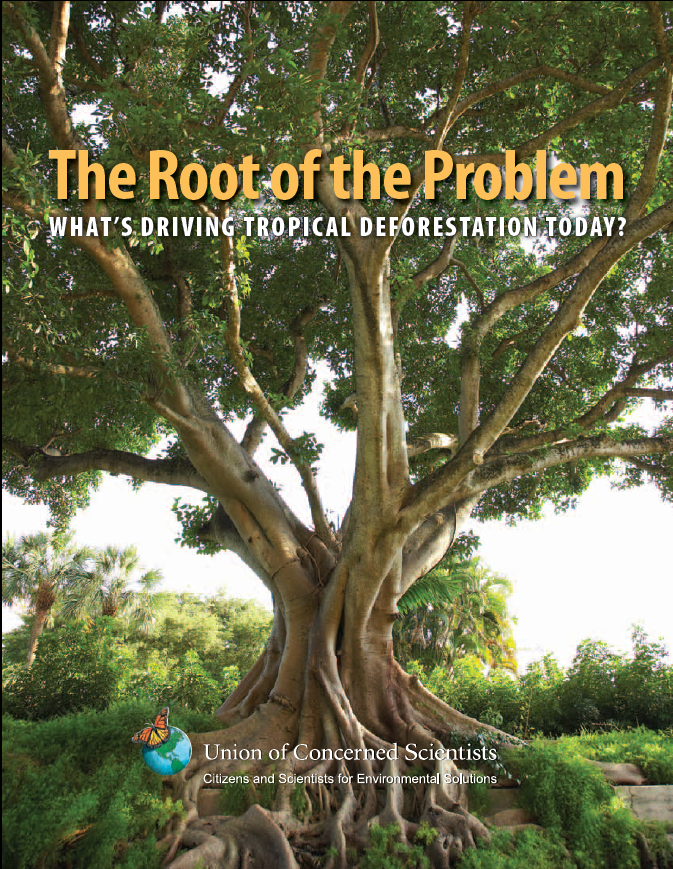 The Root of the Problem
WHAT'S DRIVING TROPICAL DEFORESTATION TODAY?
Union of Concerned Scientists
Citizens and Scientists for Environmental Solutions